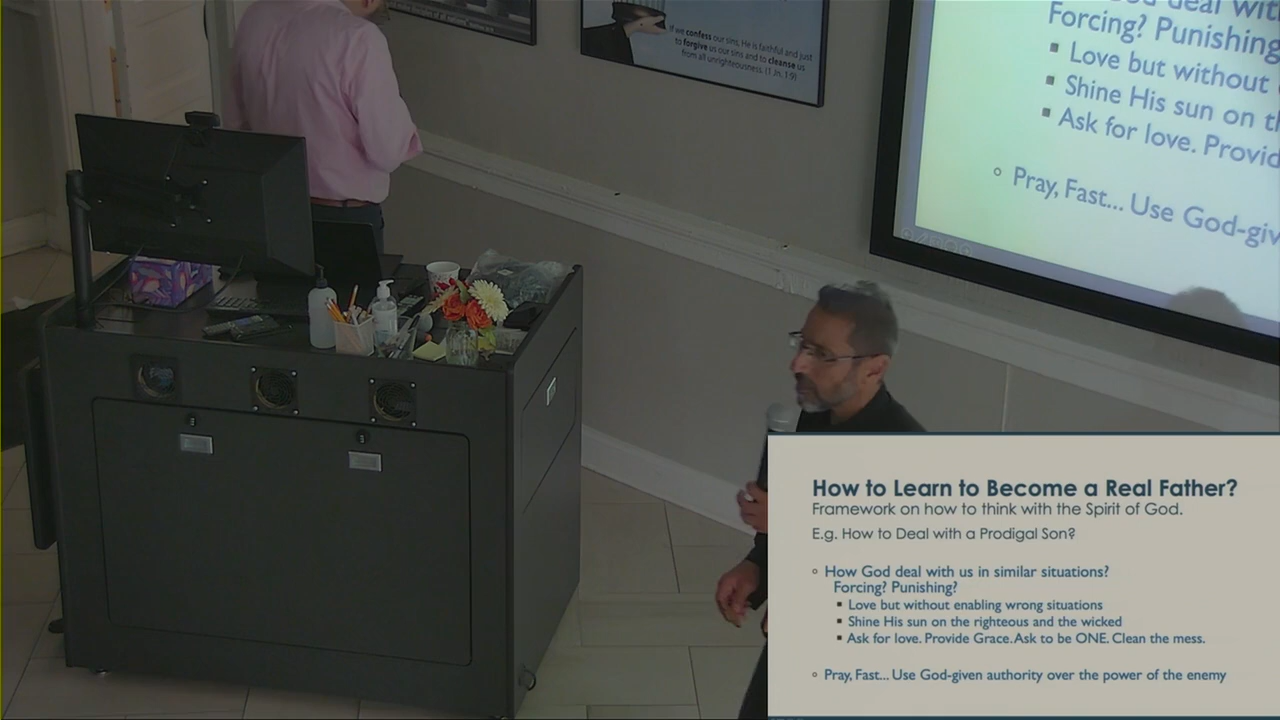 If we confess our sins, He is faithful and just
to forgive us our sins and to cleanse us
from all unrighteousness. (1 Jn. 1:9)
deal with
Forcing? Punishing
▪ Love but without
▪ Shine His sun on th
▪ Ask for love. Provid
◦ Pray, Fast... Use God-giv
How to Learn to Become a Real Father?
Framework on how to think with the Spirit of God.
E.g. How to Deal with a Prodigal Son?
◦ How God deal with us in similar situations?
Forcing? Punishing?
▪ Love but without enabling wrong situations
▪ Shine His sun on the righteous and the wicked
▪ Ask for love. Provide Grace. Ask to be ONE. Clean the mess.
◦ Pray, Fast... Use God-given authority over the power of the enemy